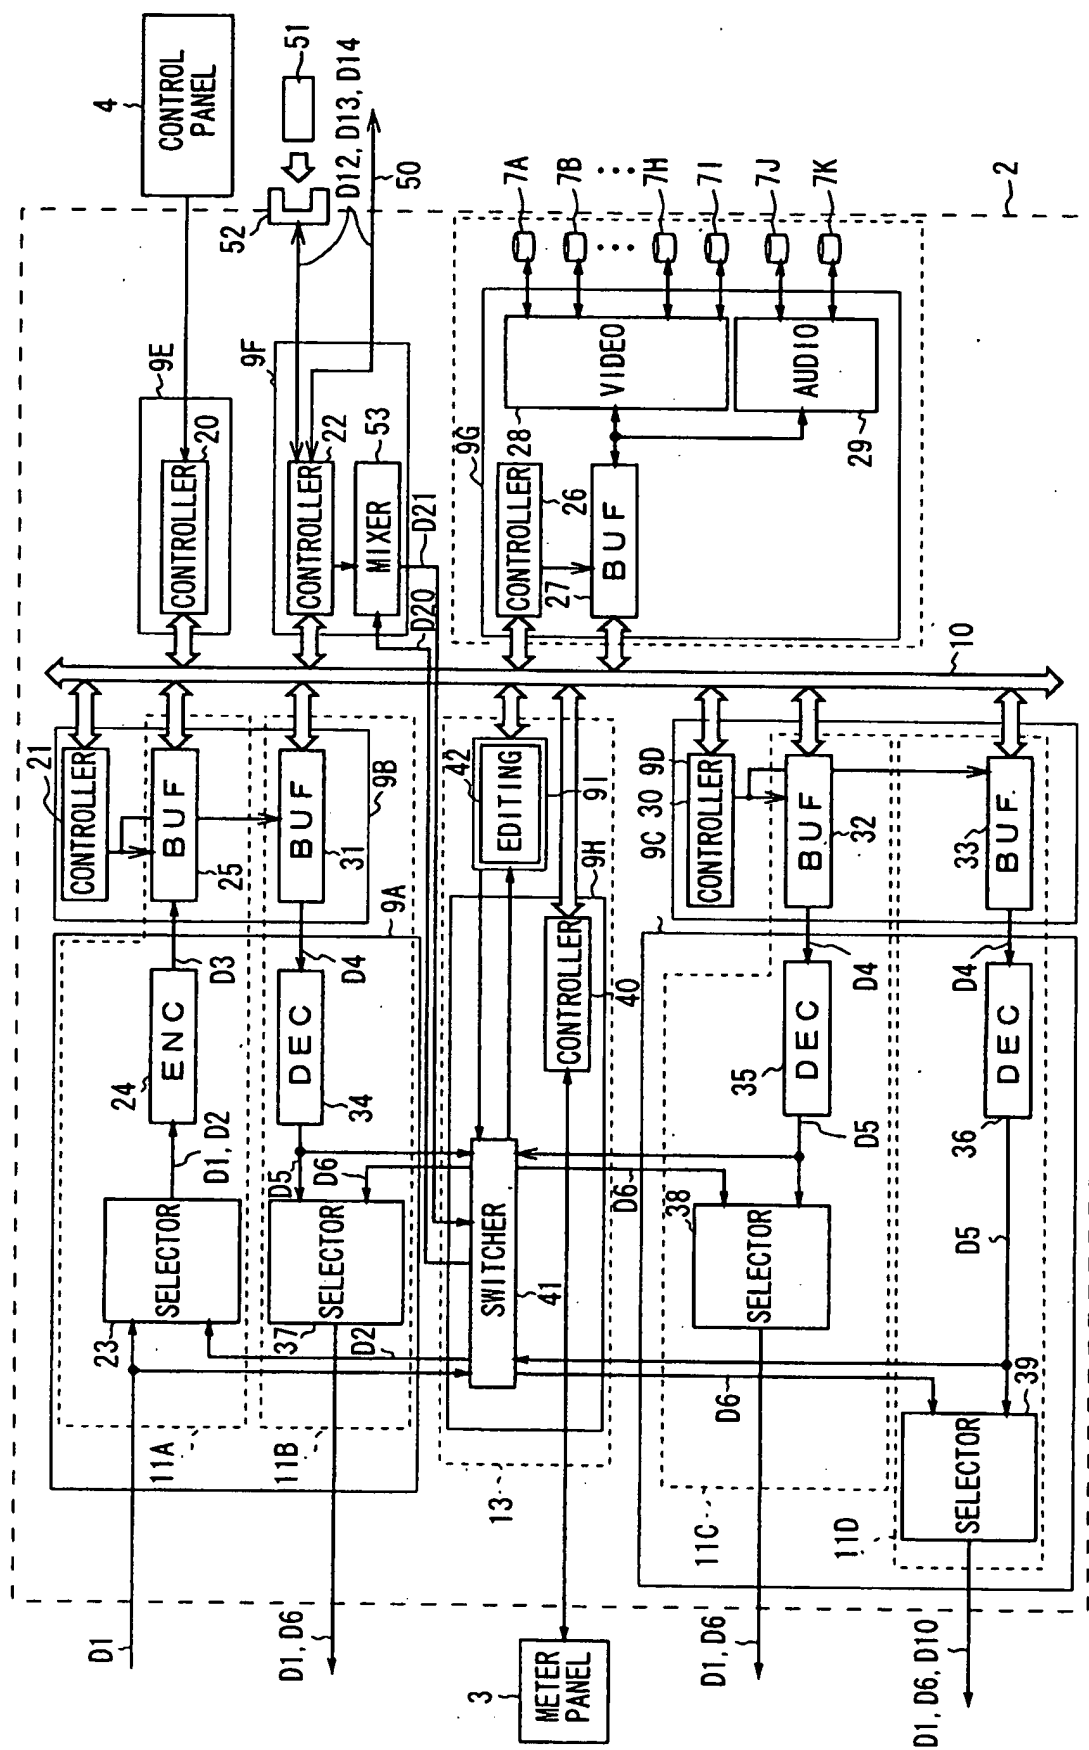 4
CONTROL
PANEL
51
52
D12, D13, D14
50
7A
7B
7H
7I
7J
7K
2
9E
CONTROLLER
20
9F
CONTROLLER
22
MIXER
53
D21
D20
9G
CONTROLLER
26
28
VIDEO
AUDIO
29
27
BUF
10
21
CONTROLLER
BUF
25
BUF
31
9B
9A
42
EDITING
9I
9H
9C
30
9D
CONTROLLER
BUF
32
33
BUF
24
ENC
D3
D1, D2
DEC
34
D4
D5
D6
CONTROLLER
40
35
DEC
D4
D5
36
DEC
D4
D5
23
SELECTOR
37
SELECTOR
D2
SWITCHER
41
D6
38
SELECTOR
D6
39
SELECTOR
11A
11B
13
11C
11D
D1
D1, D6
3
METER
PANEL
D1, D6
D1, D6, D10